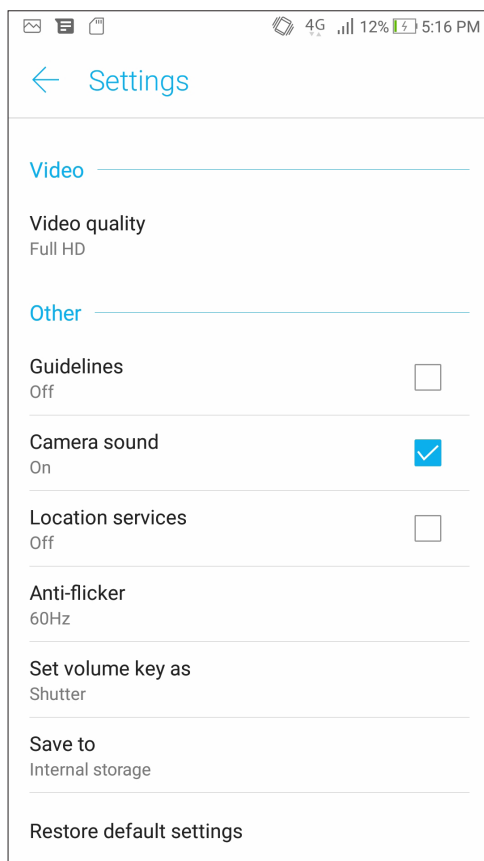 4G 12% 5:16 PM
Settings
Video
Video quality
Full HD
Other
Guidelines
Off
Camera sound
On
Location services
Off
Anti-flicker
60Hz
Set volume key as
Shutter
Save to
Internal storage
Restore default settings